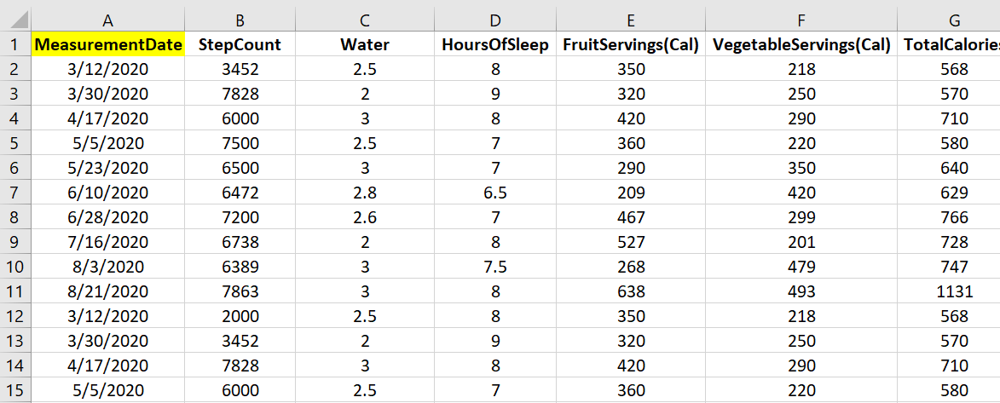 A B C D E F G
1 MeasurementDate StepCount Water HoursOfSleep FruitServings(Cal) VegetableServings(Cal) TotalCalories
2 3/12/2020 3452 2.5 8 350 218 568
3 3/30/2020 7828 2 9 320 250 570
4 4/17/2020 6000 3 8 420 290 710
5 5/5/2020 7500 2.5 7 360 220 580
6 5/23/2020 6500 3 7 290 350 640
7 6/10/2020 6472 2.8 6.5 209 420 629
8 6/28/2020 7200 2.6 7 467 299 766
9 7/16/2020 6738 2 8 527 201 728
10 8/3/2020 6389 3 7.5 268 479 747
11 8/21/2020 7863 3 8 638 493 1131
12 3/12/2020 2000 2.5 8 350 218 568
13 3/30/2020 3452 2 9 320 250 570
14 4/17/2020 7828 3 8 420 290 710
15 5/5/2020 6000 2.5 7 360 220 580